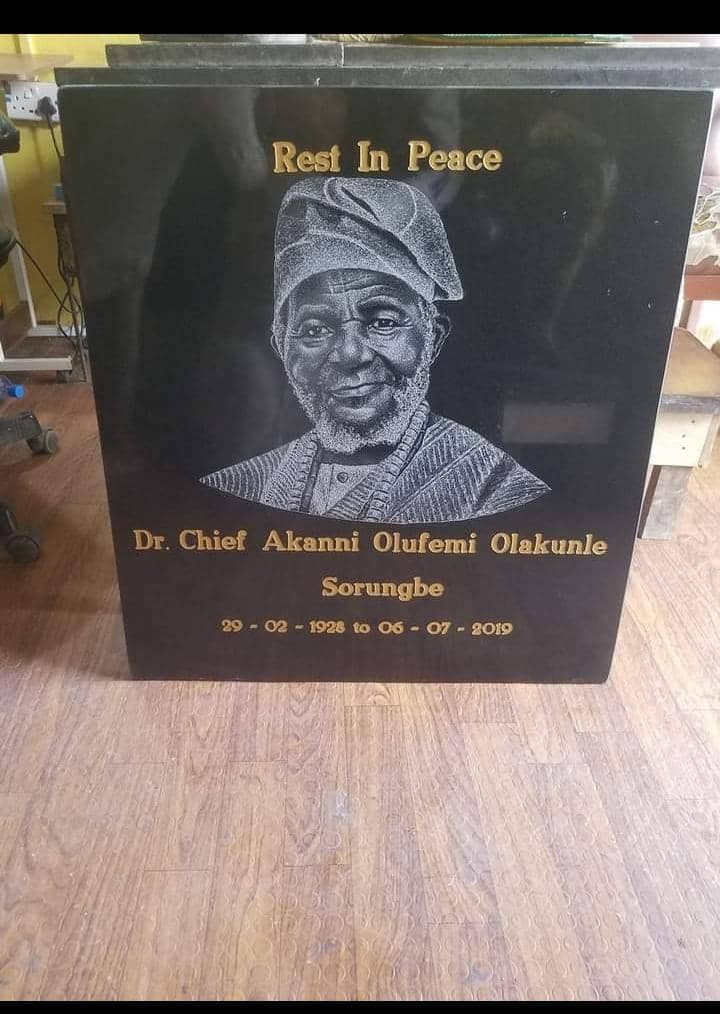 Rest In Peace
Dr. Chief Akanni Olufemi Olakunle
Sorungbe
29 - 02 - 1928 to 06 - 07 - 2019